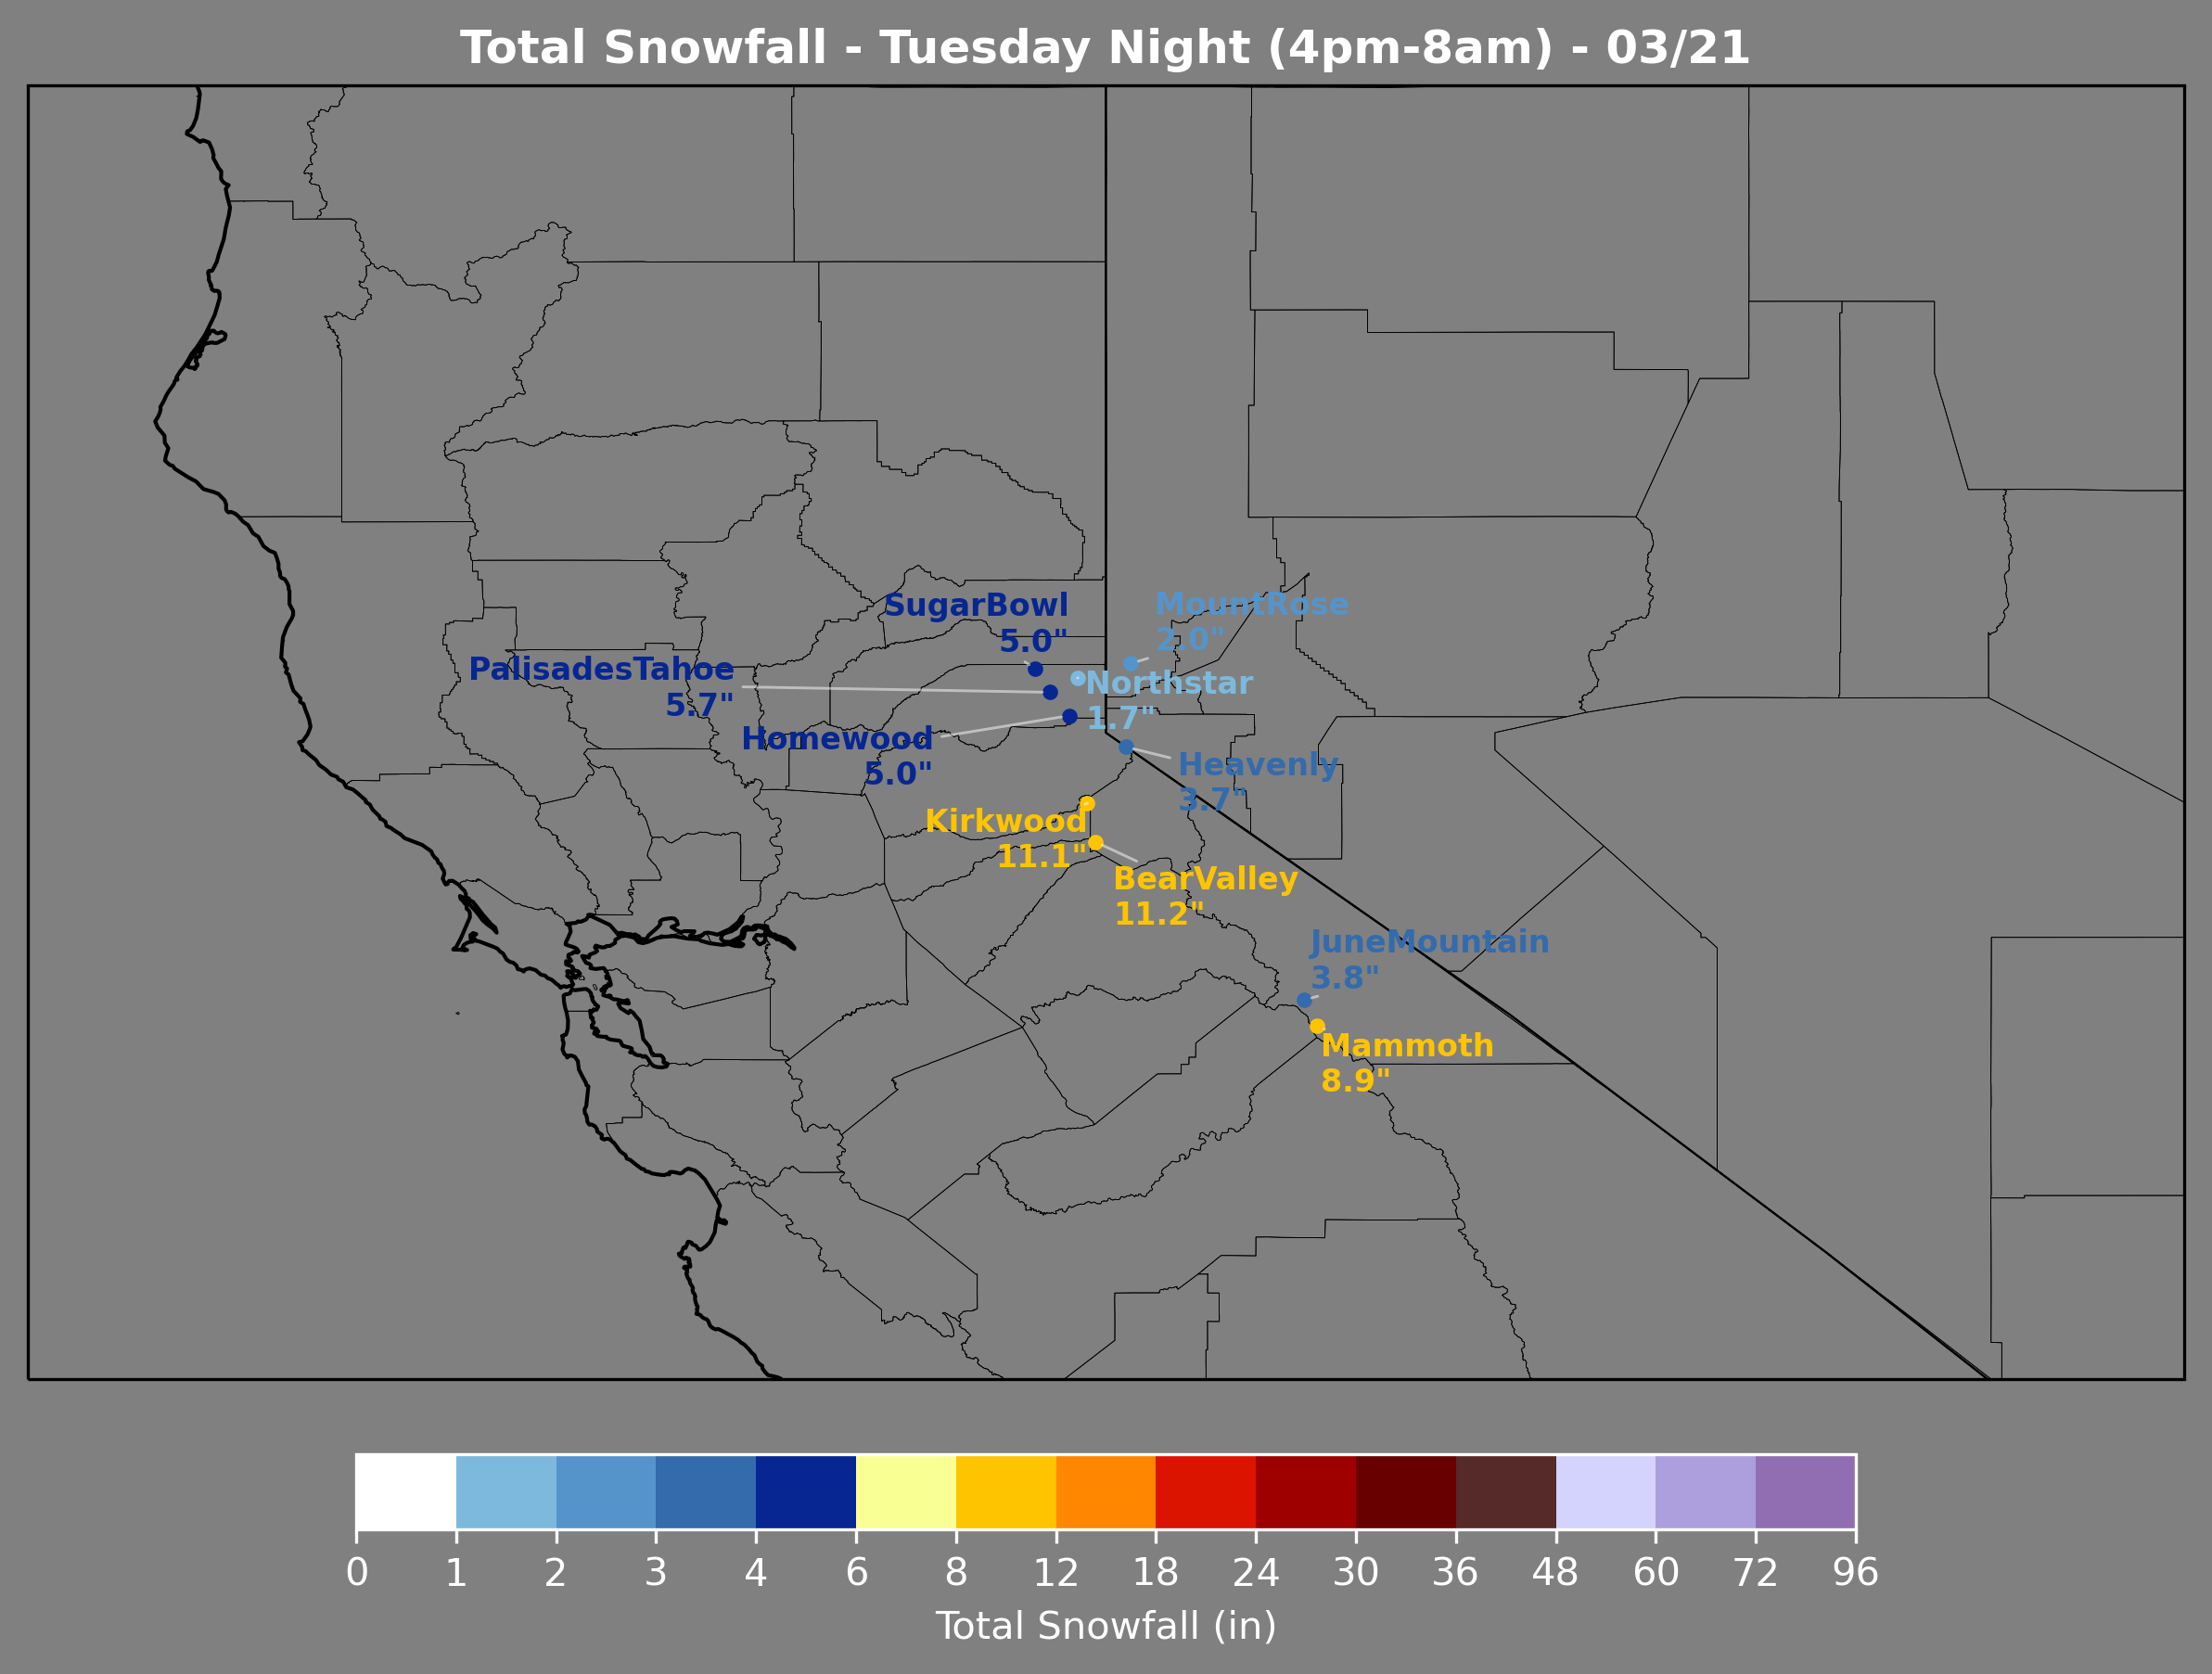 Total Snowfall - Tuesday Night (4pm-8am) - 03/21
SugarBowl
5.0"
MountRose
2.0"
PalisadesTahoe
5.7"
Northstar
1.7"
Homewood
5.0"
Heavenly
3.7"
Kirkwood
11.1"
BearValley
11.2"
JuneMountain
3.8"
Mammoth
8.9"
0 1 2 3 4 6 8 12 18 24 30 36 48 60 72 96
Total Snowfall (in)